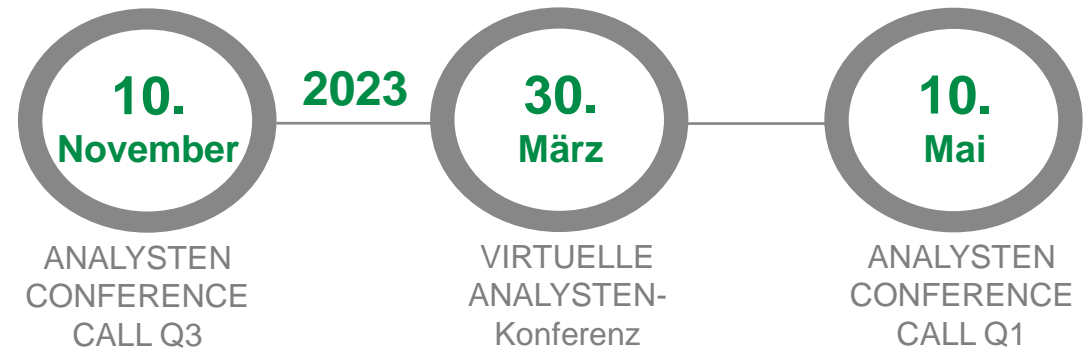 10.
November
2023
30.
März
10.
Mai
ANALYSTEN
CONFERENCE
CALL Q3
VIRTUELLE
ANALYSTEN-
Konferenz
ANALYSTEN
CONFERENCE
CALL Q1